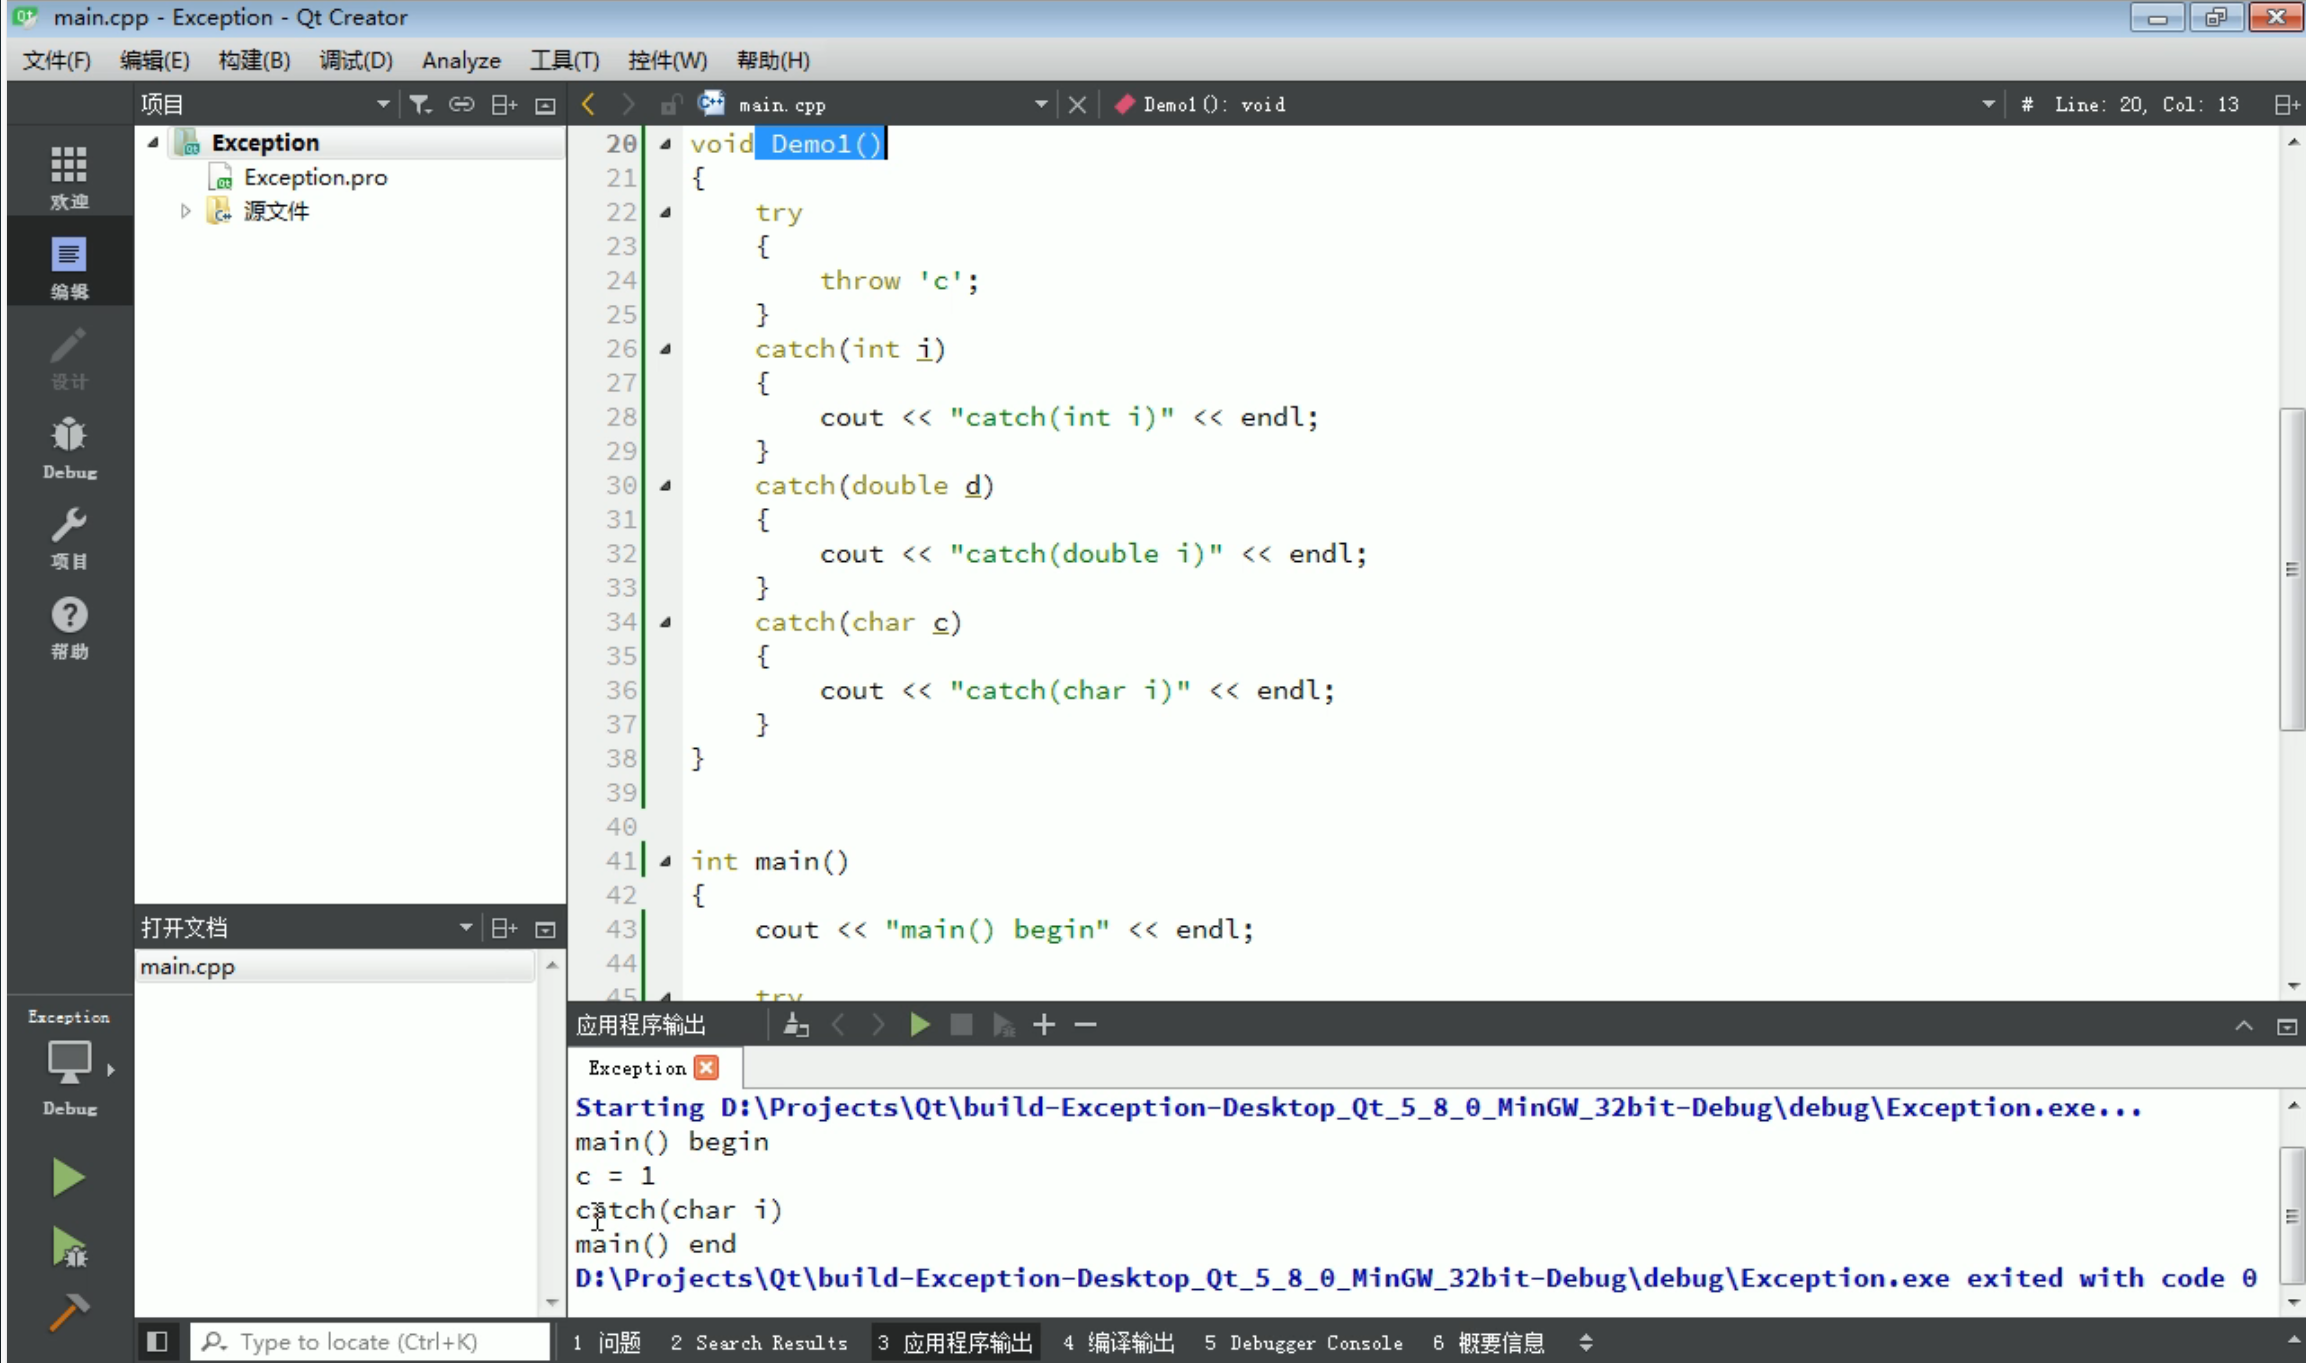 main.cpp - Exception - Qt Creator
文件(F) 编辑(E) 构建(B) 调试(D) Analyze 工具(T) 控件(W) 帮助(H)
项目
main.cpp
Demo1(): void
# Line: 20, Col: 13
欢迎
编辑
设计
Debug
项目
帮助
Exception
Exception.pro
源文件
20 void Demo1()
21 {
22 try
23 {
24 throw 'c';
25 }
26 catch(int i)
27 {
28 cout << "catch(int i)" << endl;
29 }
30 catch(double d)
31 {
32 cout << "catch(double i)" << endl;
33 }
34 catch(char c)
35 {
36 cout << "catch(char i)" << endl;
37 }
38 }
39
40
41 int main()
42 {
43 cout << "main() begin" << endl;
44
45 try
打开文档
main.cpp
Exception
Debug
应用程序输出
Exception
Starting D:\Projects\Qt\build-Exception-Desktop_Qt_5_8_0_MinGW_32bit-Debug\debug\Exception.exe...
main() begin
c = 1
catch(char i)
main() end
D:\Projects\Qt\build-Exception-Desktop_Qt_5_8_0_MinGW_32bit-Debug\debug\Exception.exe exited with code 0
Type to locate (Ctrl+K)
1 问题 2 Search Results 3 应用程序输出 4 编译输出 5 Debugger Console 6 概要信息